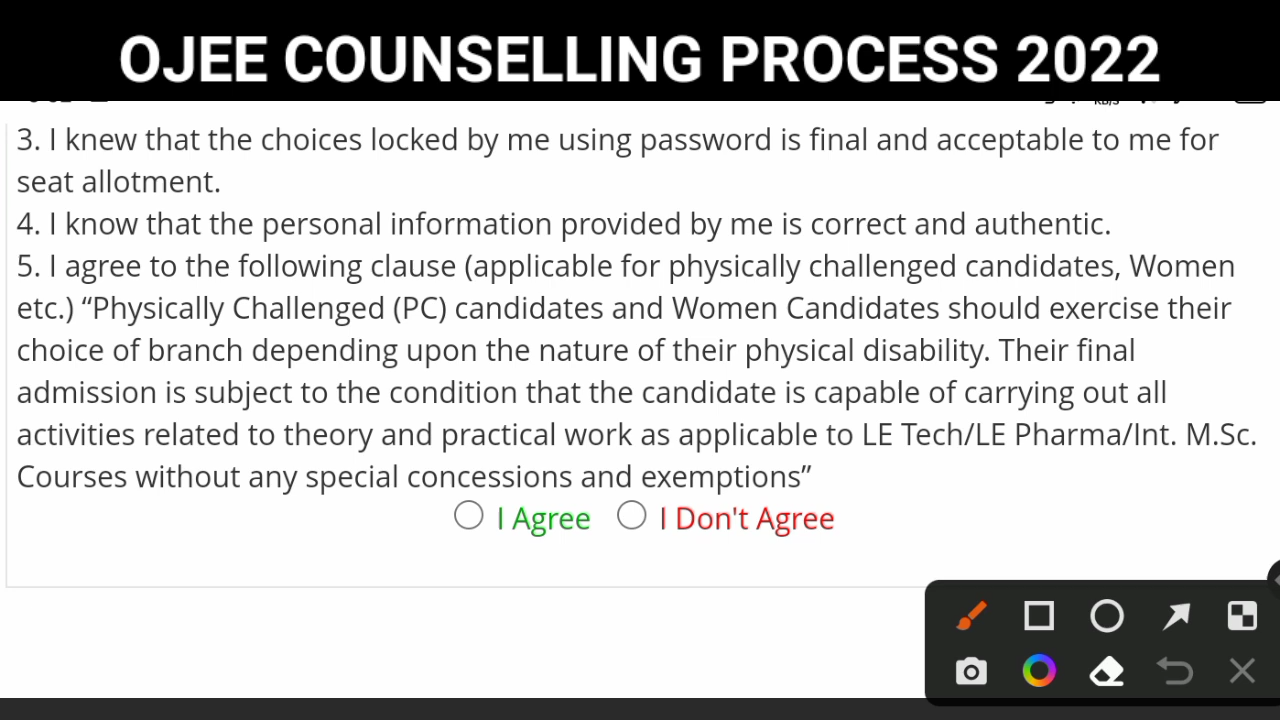 OJEE COUNSELLING PROCESS 2022
KB/S
3. I knew that the choices locked by me using password is final and acceptable to me for
seat allotment.
4. I know that the personal information provided by me is correct and authentic.
5. I agree to the following clause (applicable for physically challenged candidates, Women
etc.) “Physically Challenged (PC) candidates and Women Candidates should exercise their
choice of branch depending upon the nature of their physical disability. Their final
admission is subject to the condition that the candidate is capable of carrying out all
activities related to theory and practical work as applicable to LE Tech/LE Pharma/Int. M.Sc.
Courses without any special concessions and exemptions”
I Agree I Don't Agree